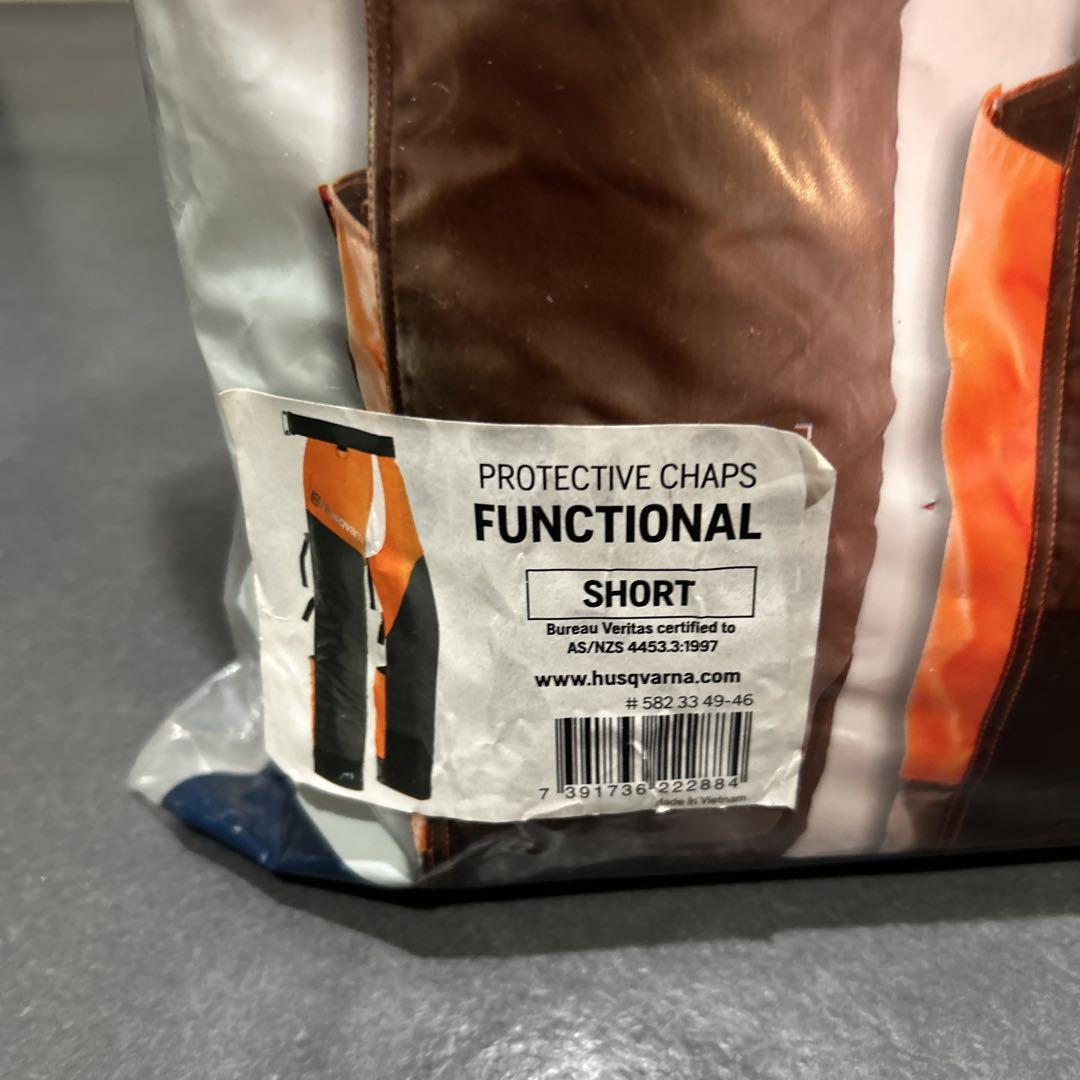 PROTECTIVE CHAPS
FUNCTIONAL
SHORT
Bureau Veritas certified to
AS/NZS 4453.3:1997
www.husqvarna.com
# 582 33 49-46
7 391736 222884
Made in Vietnam
Husqvarna